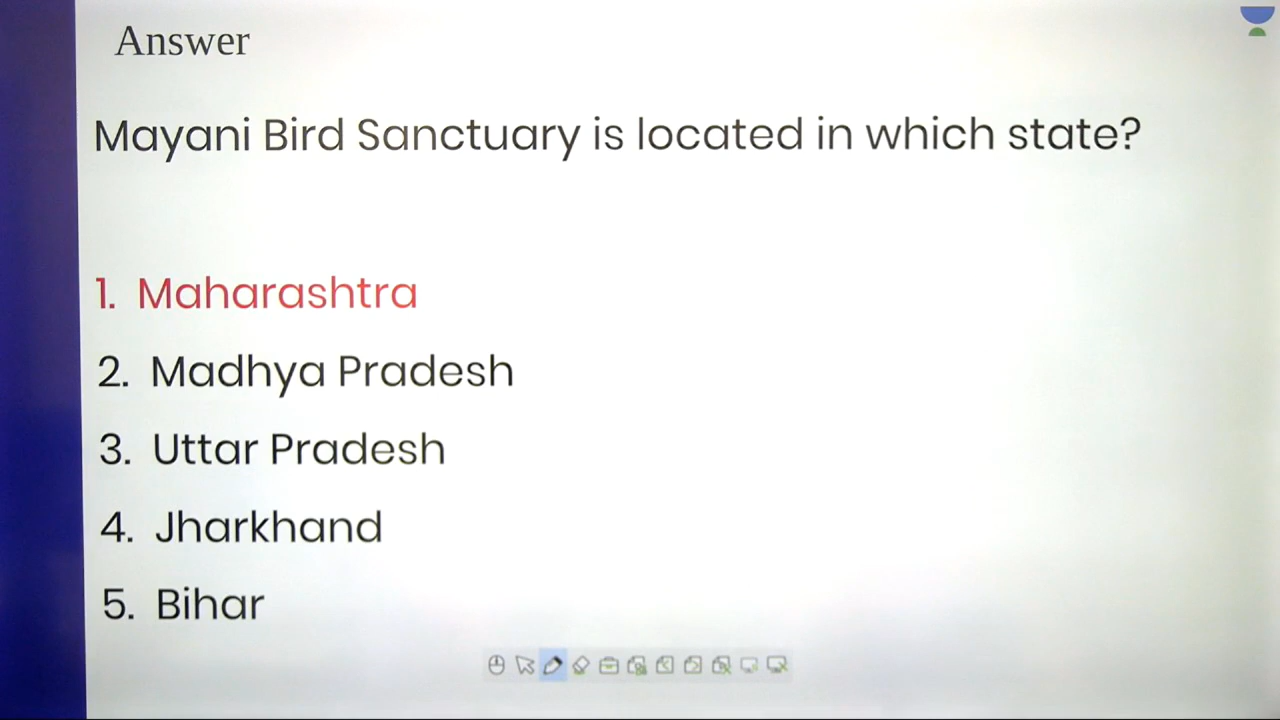 Answer
Mayani Bird Sanctuary is located in which state?
1. Maharashtra
2. Madhya Pradesh
3. Uttar Pradesh
4. Jharkhand
5. Bihar